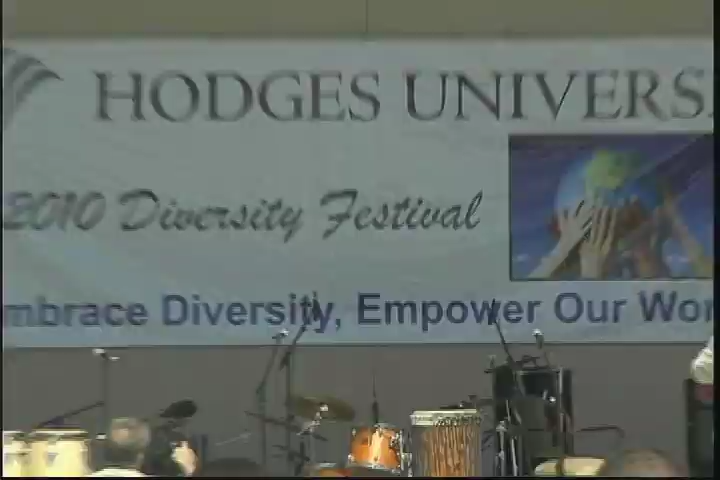 HODGES UNIVERS
2010 Diversity Festival
mbrace Diversity, Empower Our Wor